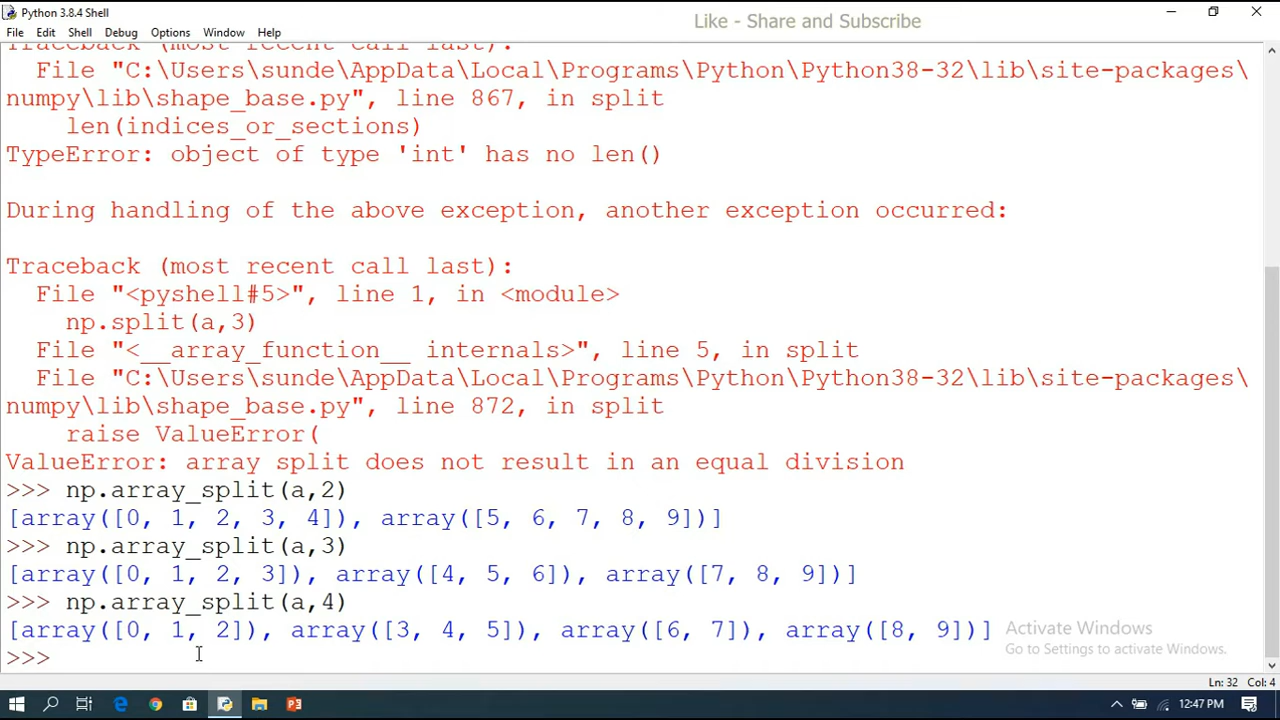 Python 3.8.4 Shell
Like - Share and Subscribe
File Edit Shell Debug Options Window Help
Traceback (most recent call last):
  File "C:\Users\sunde\AppData\Local\Programs\Python\Python38-32\lib\site-packages\
numpy\lib\shape_base.py", line 867, in split
    len(indices_or_sections)
TypeError: object of type 'int' has no len()
During handling of the above exception, another exception occurred:
Traceback (most recent call last):
  File "<pyshell#5>", line 1, in <module>
    np.split(a,3)
  File "<__array_function__ internals>", line 5, in split
  File "C:\Users\sunde\AppData\Local\Programs\Python\Python38-32\lib\site-packages\
numpy\lib\shape_base.py", line 872, in split
    raise ValueError(
ValueError: array split does not result in an equal division
>>> np.array_split(a,2)
[array([0, 1, 2, 3, 4]), array([5, 6, 7, 8, 9])]
>>> np.array_split(a,3)
[array([0, 1, 2, 3]), array([4, 5, 6]), array([7, 8, 9])]
>>> np.array_split(a,4)
[array([0, 1, 2]), array([3, 4, 5]), array([6, 7]), array([8, 9])]
>>>
Activate Windows
Go to Settings to activate Windows.
Ln: 32 Col: 4
12:47 PM